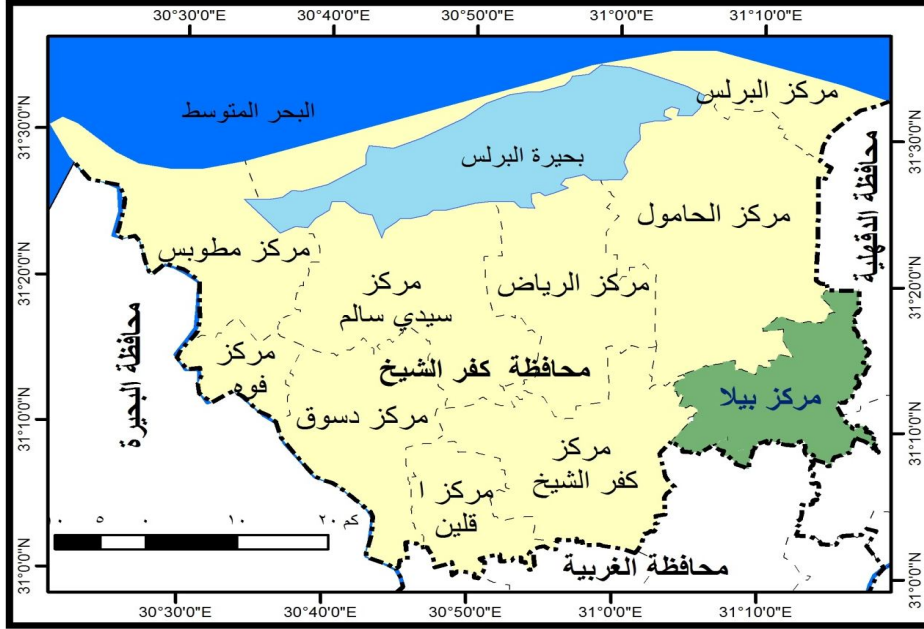 30°30'0"E
30°40'0"E
30°50'0"E
31°0'0"E
31°10'0"E
مركز البرلس
البحر المتوسط
31°30'0"N
31°30'0"N
بحيرة البرلس
محافظة الدقهلية
مركز الحامول
مركز مطوبس
مركز الرياض
مركز
سيدي سالم
31°20'0"N
31°20'0"N
محافظة البحيرة
مركز
فوه
محافظة كفر الشيخ
مركز بيلا
مركز دسوق
31°10'0"N
31°10'0"N
مركز
كفر الشيخ
مركز ا
قلين
٥ ٠ ١٠ ٢٠ كم
محافظة الغربية
31°0'0"N
31°0'0"N
30°30'0"E
30°40'0"E
30°50'0"E
31°0'0"E
31°10'0"E